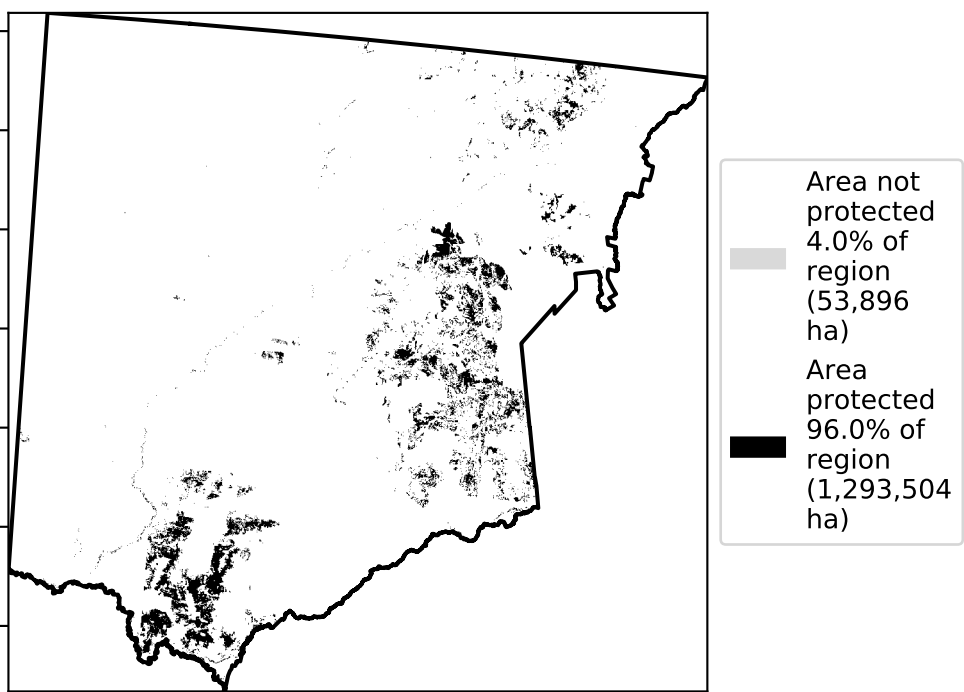 Area not
protected
4.0% of
region
(53,896
ha)
Area
protected
96.0% of
region
(1,293,504
ha)